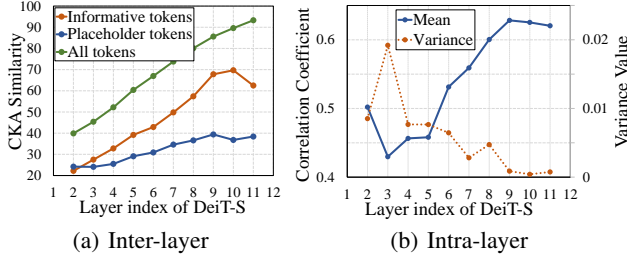 100
90
80
70
60
50
40
30
20
CKA Similarity
Informative tokens
Placeholder tokens
All tokens
1 2 3 4 5 6 7 8 9 10 11 12
Layer index of DeiT-S
(a) Inter-layer
0.6
0.5
0.4
Correlation Coefficient
Mean
Variance
0.02
0.01
0
Variance Value
1 2 3 4 5 6 7 8 9 10 11 12
Layer index of DeiT-S
(b) Intra-layer